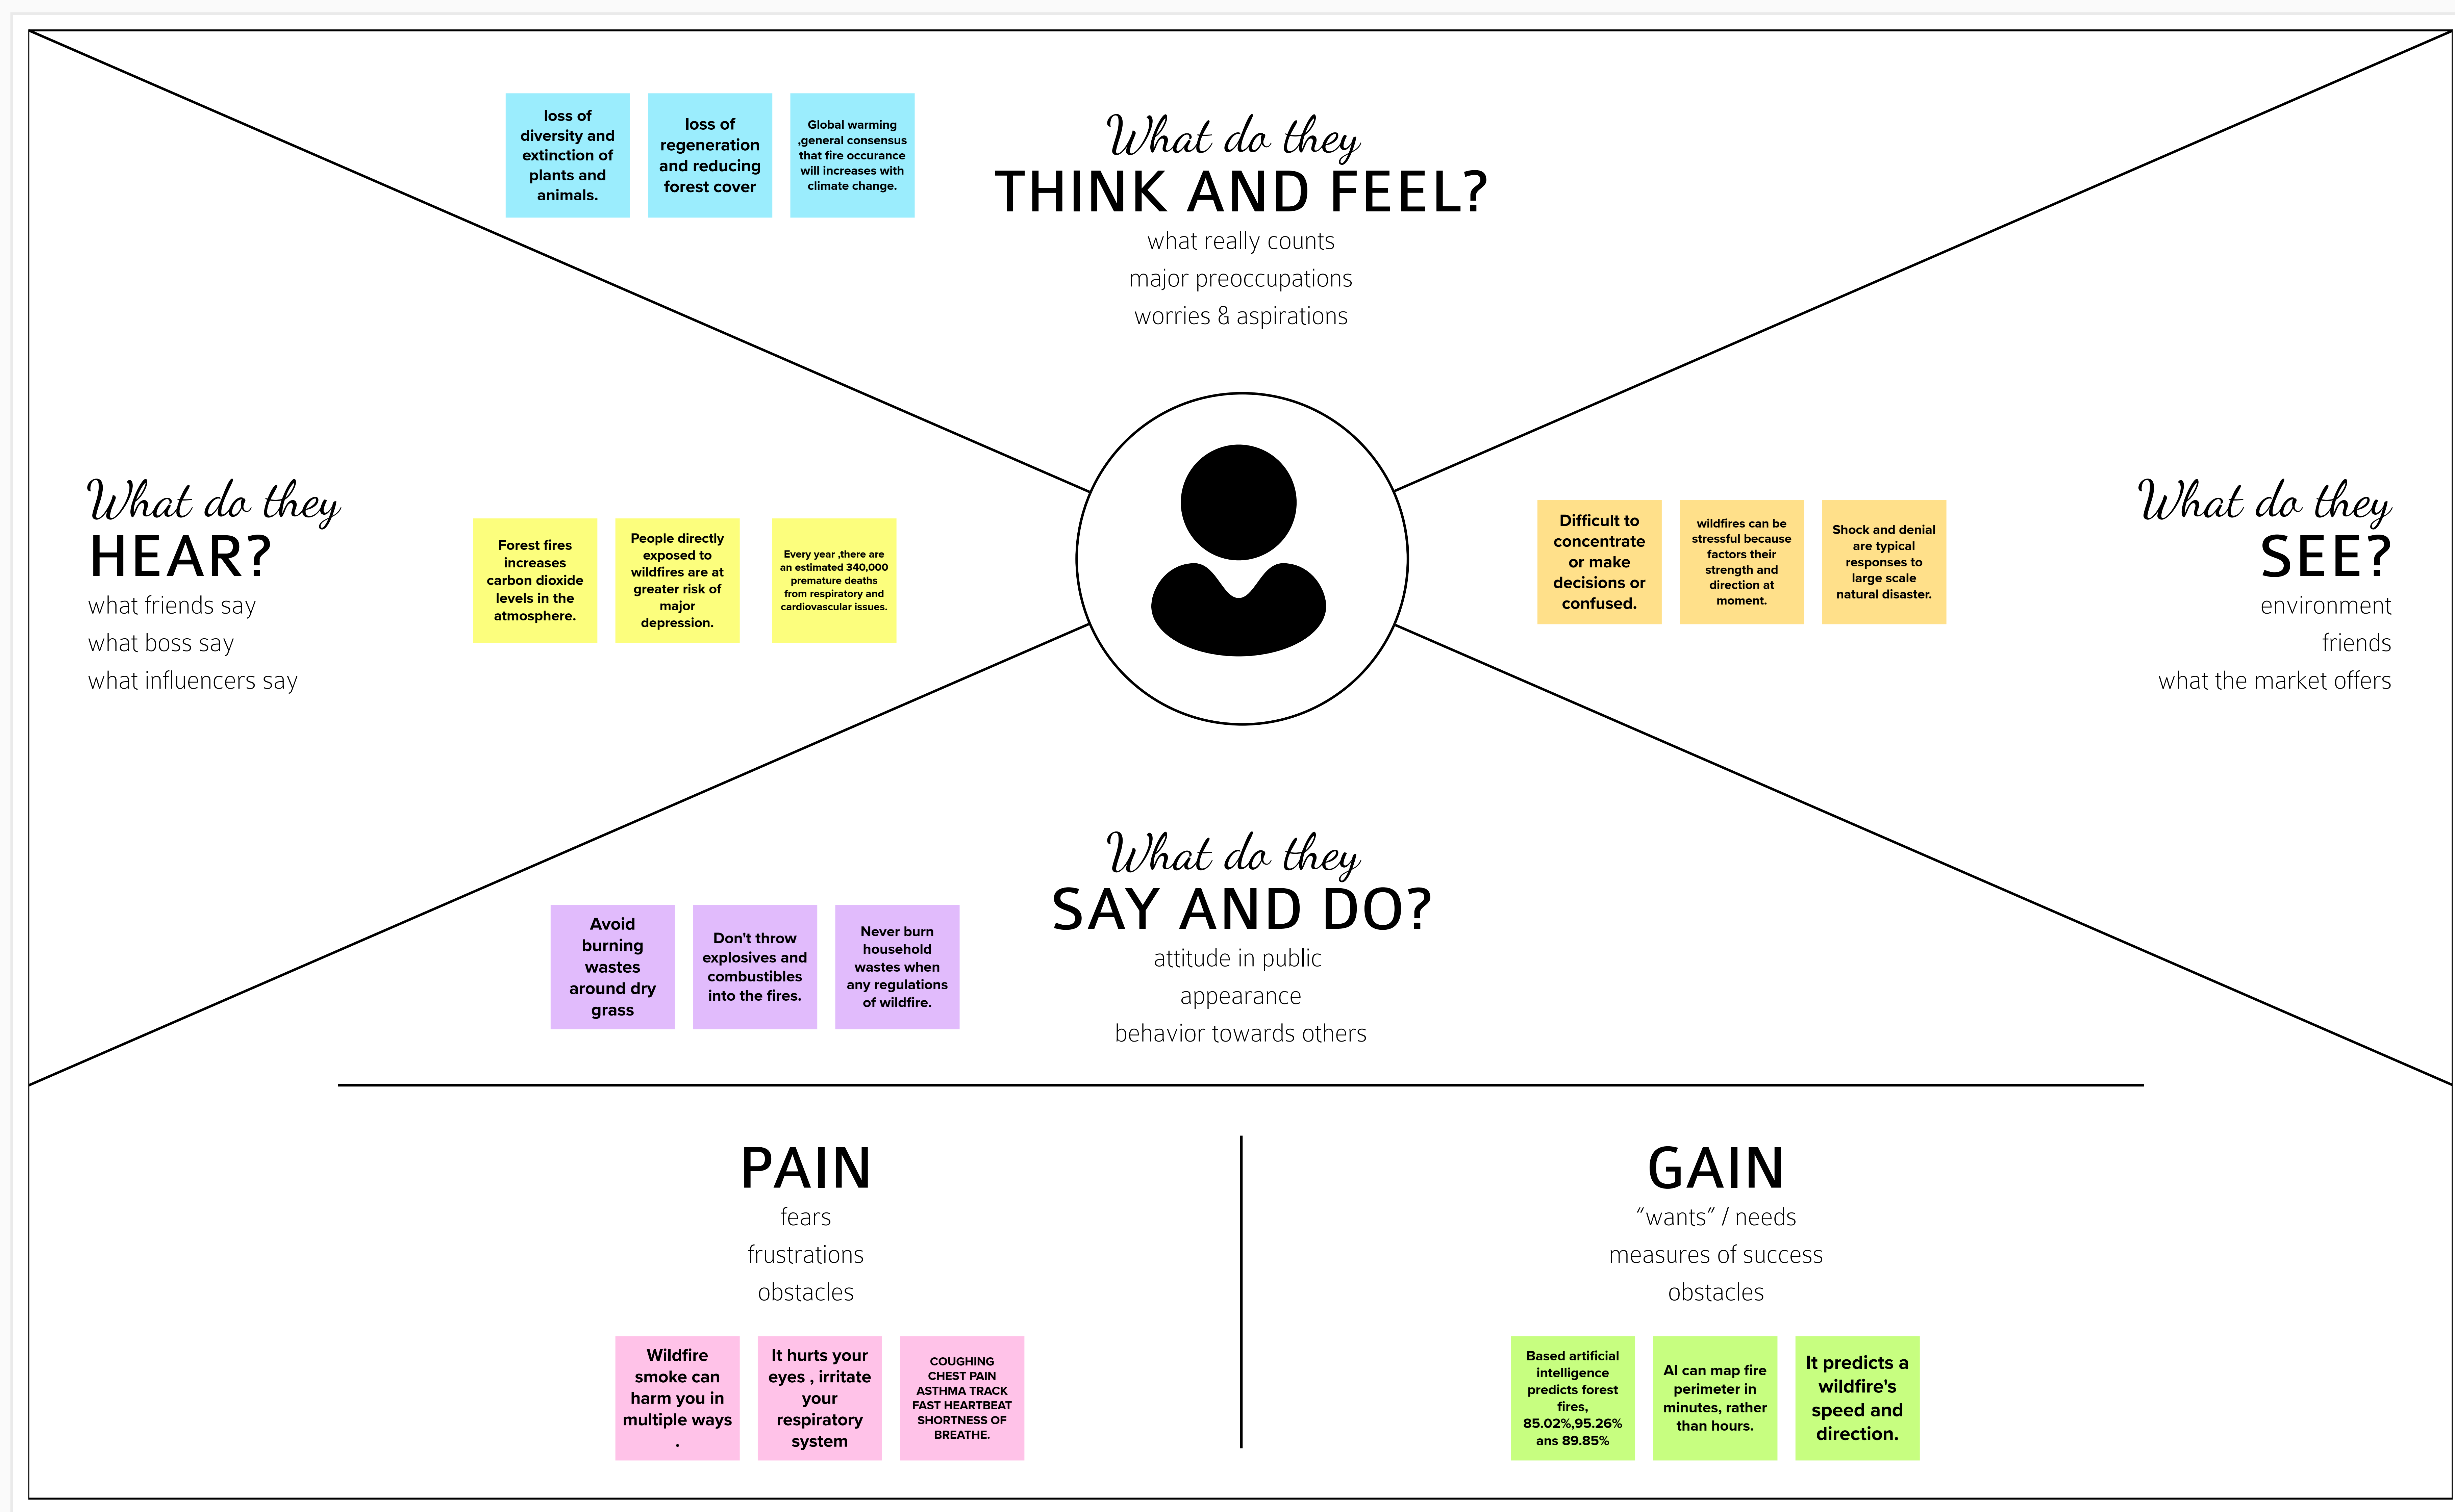 loss of
diversity and
extinction of
plants and
animals.
loss of
regeneration
and reducing
forest cover
Global warming
,general consensus
that fire occurance
will increases with
climate change.
What do they
THINK AND FEEL?
what really counts
major preoccupations
worries & aspirations
What do they
HEAR?
what friends say
what boss say
what influencers say
Forest fires
increases
carbon dioxide
levels in the
atmosphere.
People directly
exposed to
wildfires are at
greater risk of
major
depression.
Every year ,there are
an estimated 340,000
premature deaths
from respiratory and
cardiovascular issues.
Difficult to
concentrate
or make
decisions or
confused.
wildfires can be
stressful because
factors their
strength and
direction at
moment.
Shock and denial
are typical
responses to
large scale
natural disaster.
What do they
SEE?
environment
friends
what the market offers
What do they
SAY AND DO?
attitude in public
appearance
behavior towards others
Avoid
burning
wastes
around dry
grass
Don't throw
explosives and
combustibles
into the fires.
Never burn
household
wastes when
any regulations
of wildfire.
PAIN
fears
frustrations
obstacles
Wildfire
smoke can
harm you in
multiple ways
.
It hurts your
eyes , irritate
your
respiratory
system
COUGHING
CHEST PAIN
ASTHMA TRACK
FAST HEARTBEAT
SHORTNESS OF
BREATHE.
GAIN
“wants” / needs
measures of success
obstacles
Based artificial
intelligence
predicts forest
fires,
85.02%,95.26%
ans 89.85%
AI can map fire
perimeter in
minutes, rather
than hours.
It predicts a
wildfire's
speed and
direction.